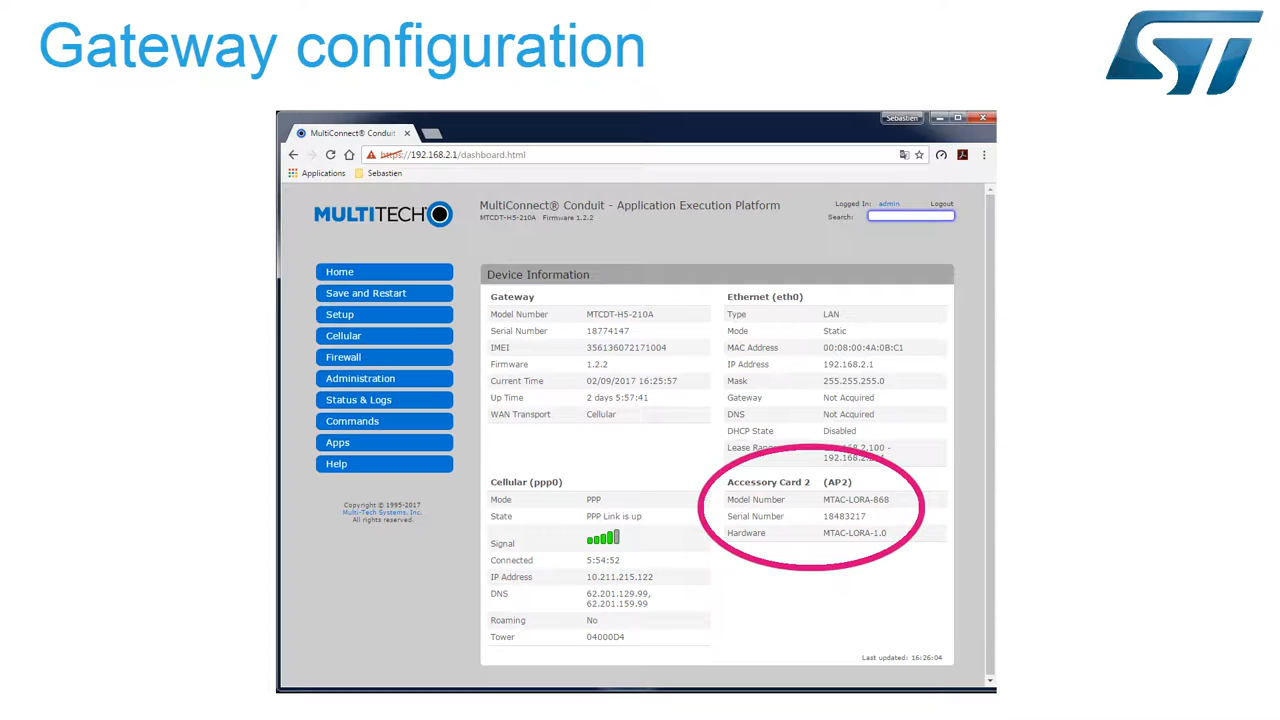 Gateway configuration
ST
Sebastien
MultiConnect® Conduit
https://192.168.2.1/dashboard.html
Applications
Sebastien
MULTITECH
MultiConnect® Conduit - Application Execution Platform
MTCDT-H5-210A Firmware 1.2.2
Logged In: admin Logout
Search:
Home
Save and Restart
Setup
Cellular
Firewall
Administration
Status & Logs
Commands
Apps
Help
Copyright © 1995-2017
Multi-Tech Systems, Inc.
All rights reserved.
Device Information
Gateway
Model Number MTCDT-H5-210A
Serial Number 18774147
IMEI 356136072171004
Firmware 1.2.2
Current Time 02/09/2017 16:25:57
Up Time 2 days 5:57:41
WAN Transport Cellular
Ethernet (eth0)
Type LAN
Mode Static
MAC Address 00:08:00:4A:0B:C1
IP Address 192.168.2.1
Mask 255.255.255.0
Gateway Not Acquired
DNS Not Acquired
DHCP State Disabled
Lease 192.168.2.100 -
Cellular (ppp0)
Mode PPP
State PPP Link is up
Signal
Connected 5:54:52
IP Address 10.211.215.122
DNS 62.201.129.99,
62.201.159.99
Roaming No
Tower 04000D4
Accessory Card 2 (AP2)
Model Number MTAC-LORA-868
Serial Number 18483217
Hardware MTAC-LORA-1.0
Last updated: 16:26:04